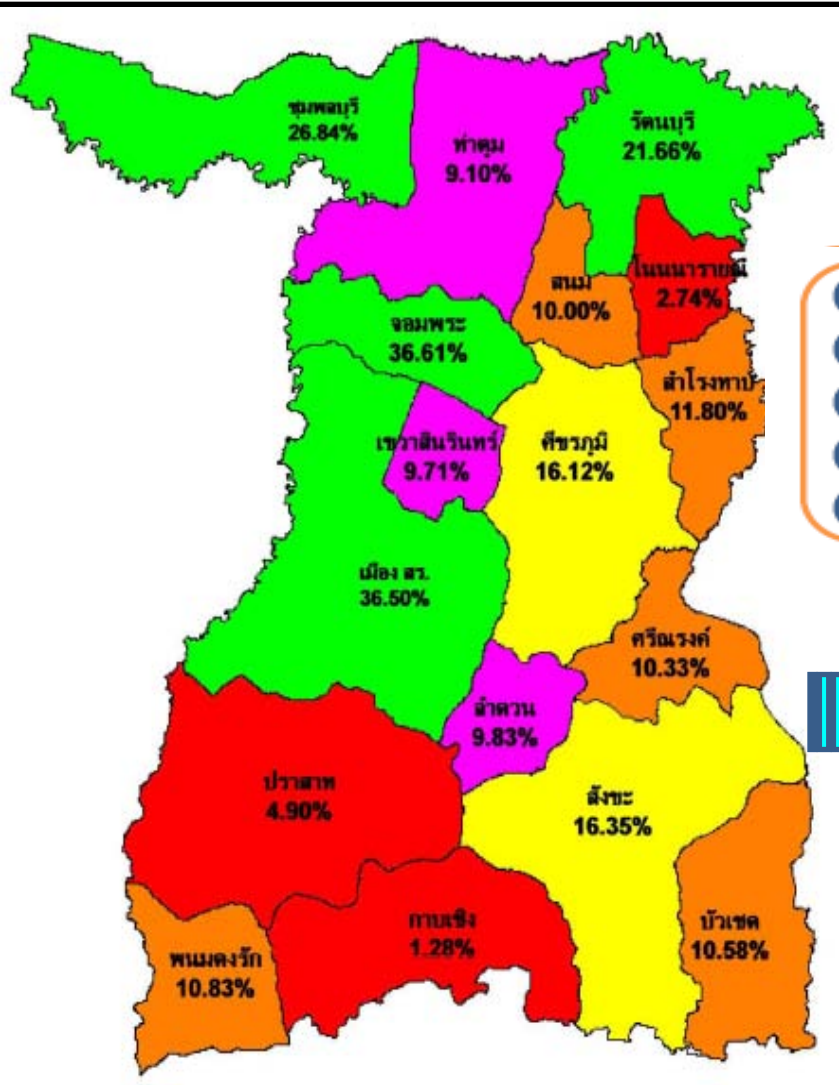 ชุมพลบุรี
26.84%
ท่าตูม
9.10%
รัตนบุรี
21.66%
สนม
10.00%
โนนนารายณ์
2.74%
จอมพระ
36.61%
สำโรงทาบ
11.80%
เขวาสินรินทร์
9.71%
ศีขรภูมิ
16.12%
เมือง สร.
36.50%
ศรีณรงค์
10.33%
ลำดวน
9.83%
ปราสาท
4.90%
สังขะ
16.35%
กาบเชิง
1.28%
บัวเชด
10.58%
พนมดงรัก
10.83%